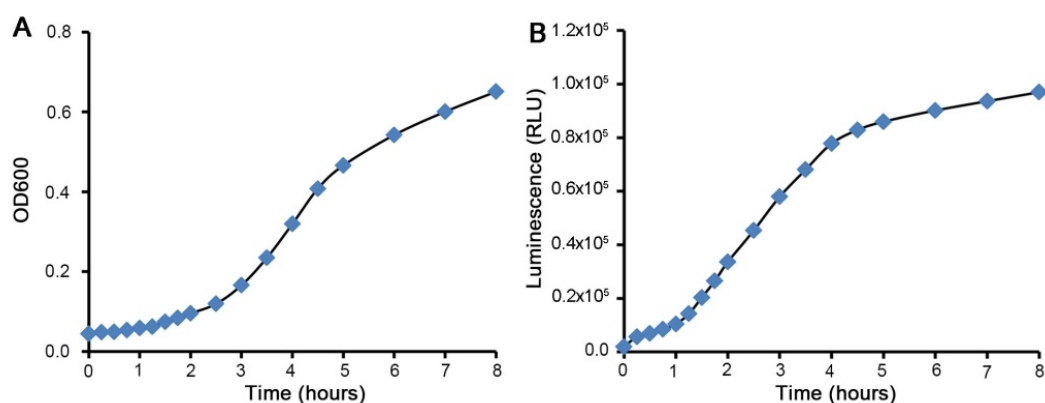 A
0.8
0.6
0.4
0.2
0.0
OD600
0 1 2 3 4 5 6 7 8
Time (hours)
B
1.2x10⁵
1.0x10⁵
0.8x10⁵
0.6x10⁵
0.4x10⁵
0.2x10⁵
0.0
Luminescence (RLU)
0 1 2 3 4 5 6 7 8
Time (hours)